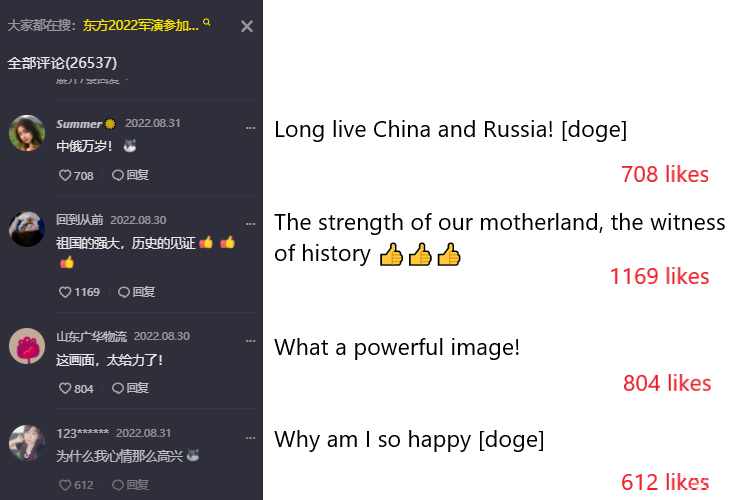 大家都在搜：东方2022军演参加...
全部评论(26537)
展开7条回复
Summer 2022.08.31
中俄万岁！
708 回复
Long live China and Russia! [doge]
708 likes
回到从前 2022.08.30
祖国的强大，历史的见证👍👍
👍
1169 回复
The strength of our motherland, the witness
of history 👍👍👍
1169 likes
山东广华物流 2022.08.30
这画面，太给力了！
804 回复
What a powerful image!
804 likes
123****** 2022.08.31
为什么我心情那么高兴
612 回复
Why am I so happy [doge]
612 likes